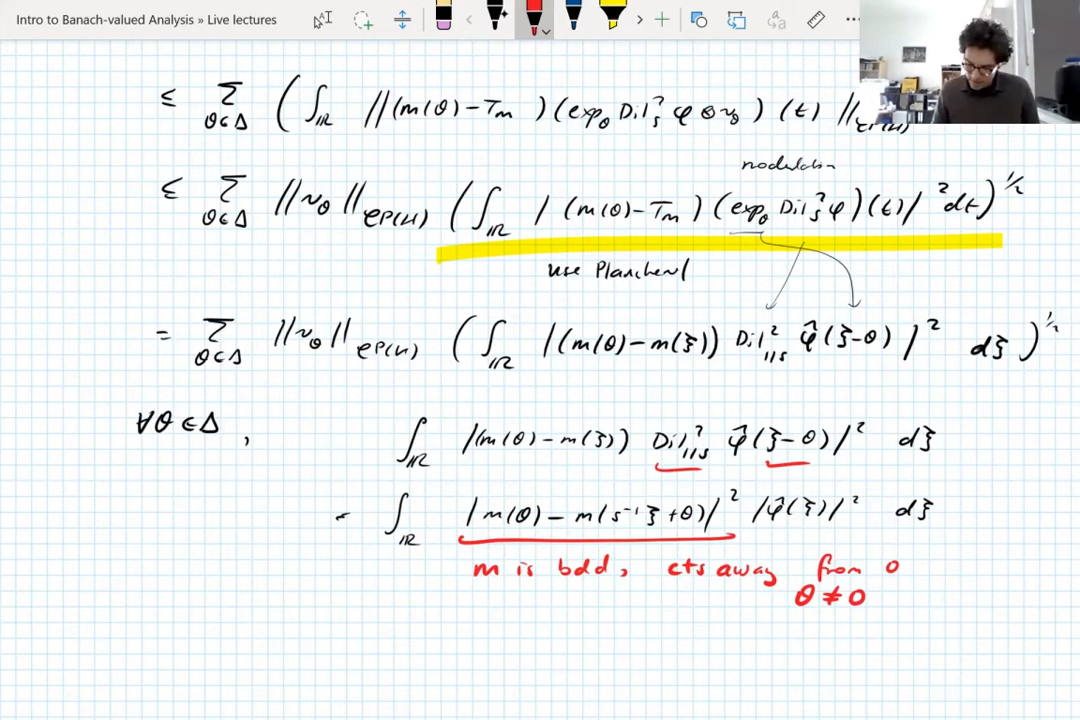 Intro to Banach-valued Analysis » Live lectures
≤ Σ_{θ∈Δ} ( ∫_ℝ ||(m(θ) - T_m)(exp_θ Dil_s^2 φ ⊗ v_θ)(t)||
modulation
≤ Σ_{θ∈Δ} ||v_θ||_{ℓ^p(H)} ( ∫_ℝ |(m(θ) - T_m)(exp_θ Dil_s^2 φ)(t)|^2 dt )^{1/2}
use Plancherel
= Σ_{θ∈Δ} ||v_θ||_{ℓ^p(H)} ( ∫_ℝ |(m(θ) - m(ξ)) Dil_{1/s}^2 φ̂(ξ-θ)|^2 dξ )^{1/2}
∀θ∈Δ, ∫_ℝ |(m(θ) - m(ξ)) Dil_{1/s}^2 φ̂(ξ-θ)|^2 dξ
= ∫_ℝ |m(θ) - m(s^{-1}ξ + θ)|^2 |φ̂(ξ)|^2 dξ
m is bdd, cts away from 0
θ ≠ 0